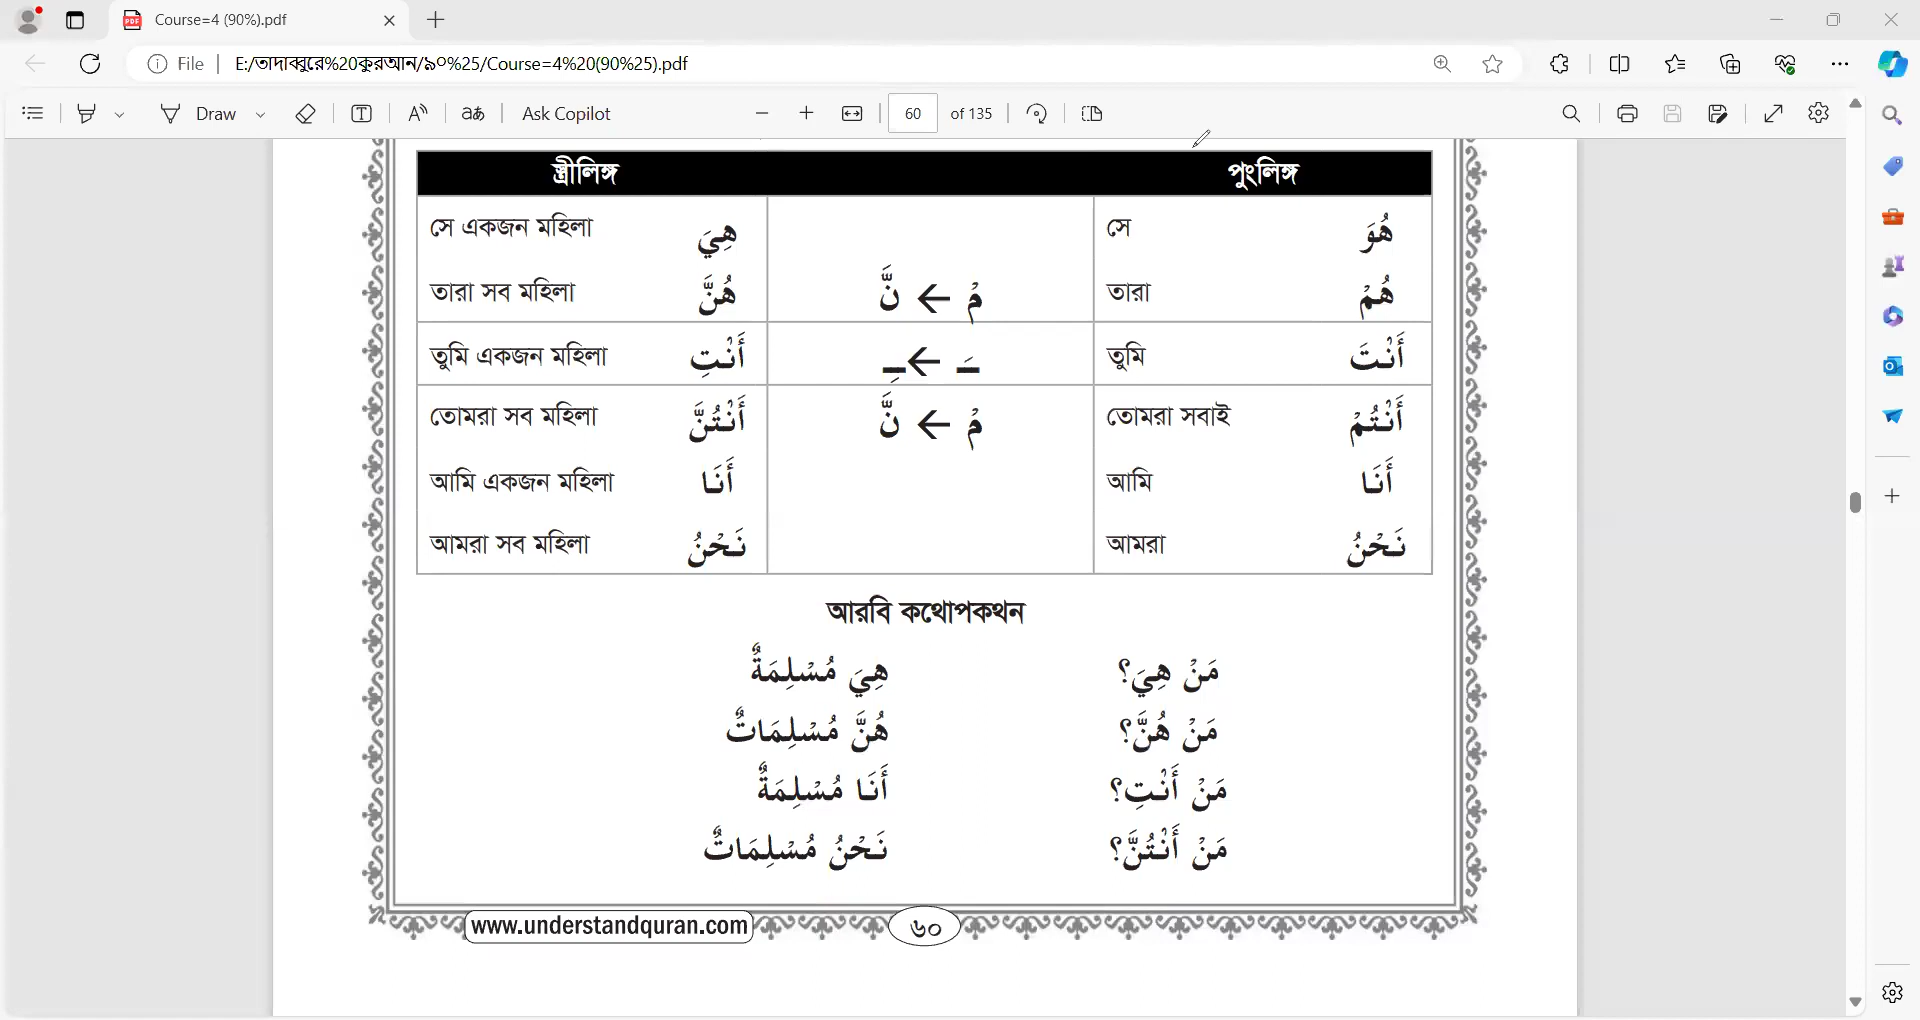 Course=4 (90%).pdf
File E:/তাদাব্বুরে%20কুরআন/৯০%25/Course=4%20(90%25).pdf
Draw Ask Copilot 60 of 135
স্ত্রীলিঙ্গ পুংলিঙ্গ
সে একজন মহিলা هِيَ সে هُوَ
তারা সব মহিলা هُنَّ نَّ ← مْ তারা هُمْ
তুমি একজন মহিলা أَنْتِ ـِ ← ـَ তুমি أَنْتَ
তোমরা সব মহিলা أَنْتُنَّ نَّ ← مْ তোমরা সবাই أَنْتُمْ
আমি একজন মহিলা أَنَا আমি أَنَا
আমরা সব মহিলা نَحْنُ আমরা نَحْنُ
আরবি কথোপকথন
مَنْ هِيَ؟ هِيَ مُسْلِمَةٌ
مَنْ هُنَّ؟ هُنَّ مُسْلِمَاتٌ
مَنْ أَنْتِ؟ أَنَا مُسْلِمَةٌ
مَنْ أَنْتُنَّ؟ نَحْنُ مُسْلِمَاتٌ
www.understandquran.com ৬০